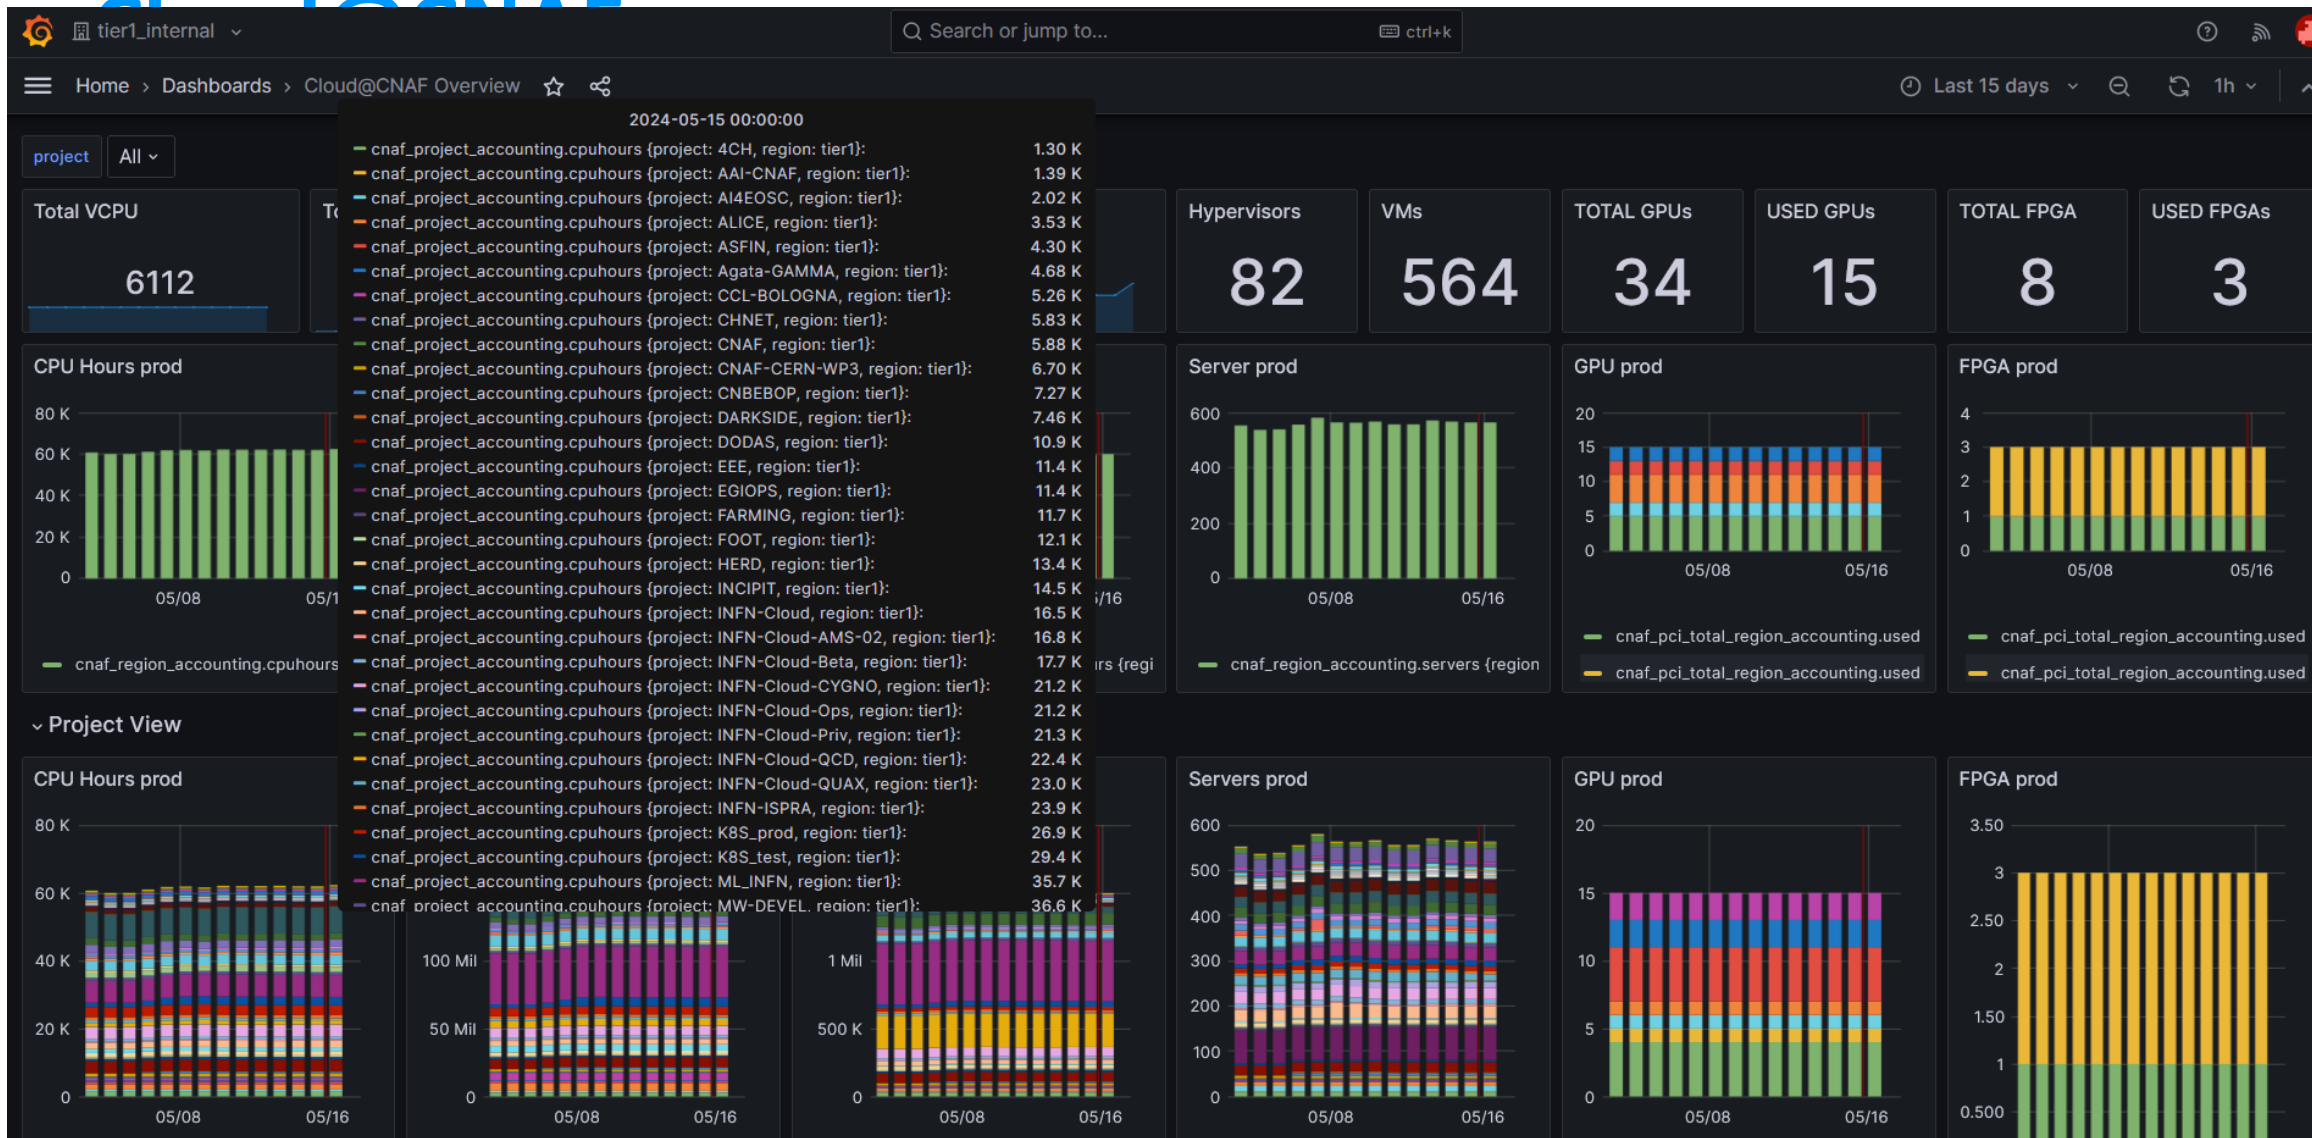 Cloud@CNAF
tier1_internal
Search or jump to...
ctrl+k
Home › Dashboards › Cloud@CNAF Overview
Last 15 days
1h
project
All
2024-05-15 00:00:00
cnaf_project_accounting.cpuhours {project: 4CH, region: tier1}: 1.30 K
cnaf_project_accounting.cpuhours {project: AAI-CNAF, region: tier1}: 1.39 K
cnaf_project_accounting.cpuhours {project: AI4EOSC, region: tier1}: 2.02 K
cnaf_project_accounting.cpuhours {project: ALICE, region: tier1}: 3.53 K
cnaf_project_accounting.cpuhours {project: ASFIN, region: tier1}: 4.30 K
cnaf_project_accounting.cpuhours {project: Agata-GAMMA, region: tier1}: 4.68 K
cnaf_project_accounting.cpuhours {project: CCL-BOLOGNA, region: tier1}: 5.26 K
cnaf_project_accounting.cpuhours {project: CHNET, region: tier1}: 5.83 K
cnaf_project_accounting.cpuhours {project: CNAF, region: tier1}: 5.88 K
cnaf_project_accounting.cpuhours {project: CNAF-CERN-WP3, region: tier1}: 6.70 K
cnaf_project_accounting.cpuhours {project: CNBEBOP, region: tier1}: 7.27 K
cnaf_project_accounting.cpuhours {project: DARKSIDE, region: tier1}: 7.46 K
cnaf_project_accounting.cpuhours {project: DODAS, region: tier1}: 10.9 K
cnaf_project_accounting.cpuhours {project: EEE, region: tier1}: 11.4 K
cnaf_project_accounting.cpuhours {project: EGIOPS, region: tier1}: 11.4 K
cnaf_project_accounting.cpuhours {project: FARMING, region: tier1}: 11.7 K
cnaf_project_accounting.cpuhours {project: FOOT, region: tier1}: 12.1 K
cnaf_project_accounting.cpuhours {project: HERD, region: tier1}: 13.4 K
cnaf_project_accounting.cpuhours {project: INCIPIT, region: tier1}: 14.5 K
cnaf_project_accounting.cpuhours {project: INFN-Cloud, region: tier1}: 16.5 K
cnaf_project_accounting.cpuhours {project: INFN-Cloud-AMS-02, region: tier1}: 16.8 K
cnaf_project_accounting.cpuhours {project: INFN-Cloud-Beta, region: tier1}: 17.7 K
cnaf_project_accounting.cpuhours {project: INFN-Cloud-CYGNO, region: tier1}: 21.2 K
cnaf_project_accounting.cpuhours {project: INFN-Cloud-Ops, region: tier1}: 21.2 K
cnaf_project_accounting.cpuhours {project: INFN-Cloud-Priv, region: tier1}: 21.3 K
cnaf_project_accounting.cpuhours {project: INFN-Cloud-QCD, region: tier1}: 22.4 K
cnaf_project_accounting.cpuhours {project: INFN-Cloud-QUAX, region: tier1}: 23.0 K
cnaf_project_accounting.cpuhours {project: INFN-ISPRA, region: tier1}: 23.9 K
cnaf_project_accounting.cpuhours {project: K8S_prod, region: tier1}: 26.9 K
cnaf_project_accounting.cpuhours {project: K8S_test, region: tier1}: 29.4 K
cnaf_project_accounting.cpuhours {project: ML_INFN, region: tier1}: 35.7 K
cnaf_project_accounting.cpuhours {project: MW-DEVEL, region: tier1}: 36.6 K
Total VCPU
6112
Hypervisors
82
VMs
564
TOTAL GPUs
34
USED GPUs
15
TOTAL FPGA
8
USED FPGAs
3
CPU Hours prod
80 K
60 K
40 K
20 K
0
05/08 05/1
cnaf_region_accounting.cpuhours
5/16
rs {regi
Server prod
600
400
200
0
05/08 05/16
cnaf_region_accounting.servers {region
GPU prod
20
15
10
5
0
05/08 05/16
cnaf_pci_total_region_accounting.used
cnaf_pci_total_region_accounting.used
FPGA prod
4
3
2
1
0
05/08 05/16
cnaf_pci_total_region_accounting.used
cnaf_pci_total_region_accounting.used
Project View
CPU Hours prod
80 K
60 K
40 K
20 K
0
05/08 05/16
100 Mil
50 Mil
0
05/08 05/16
1 Mil
500 K
0
05/08 05/16
Servers prod
600
500
400
300
200
100
0
05/08 05/16
GPU prod
20
15
10
5
0
05/08 05/16
FPGA prod
3.50
3
2.50
2
1.50
1
0.500